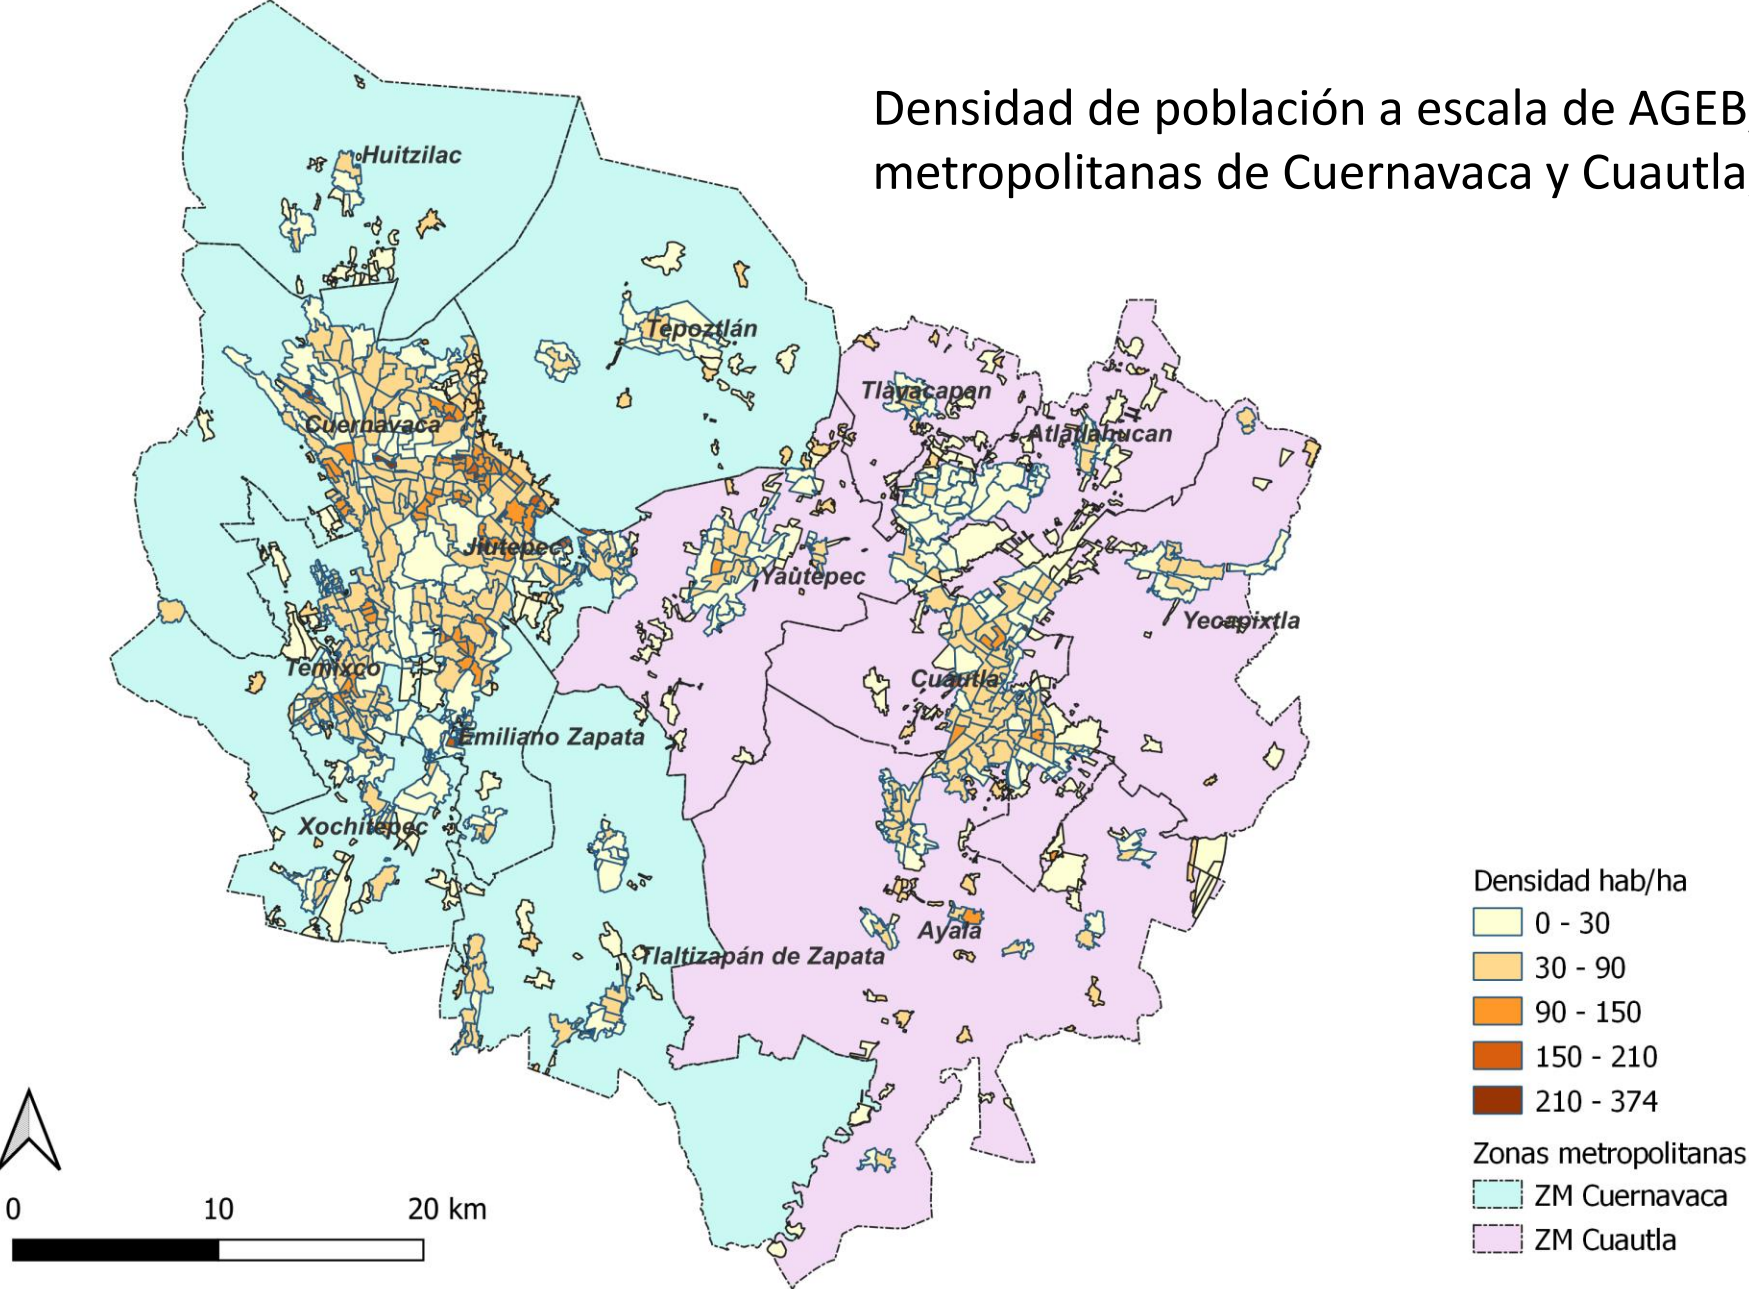 Densidad de población a escala de AGEB,
metropolitanas de Cuernavaca y Cuautla,
Huitzilac
Tepoztlán
Tlayacapan
Cuernavaca
Atlatlahucan
Jiutepec
Yautepec
Yecapixtla
Temixco
Cuautla
Emiliano Zapata
Xochitepec
Ayala
Tlaltizapán de Zapata
Densidad hab/ha
0 - 30
30 - 90
90 - 150
150 - 210
210 - 374
Zonas metropolitanas
ZM Cuernavaca
ZM Cuautla
0 10 20 km